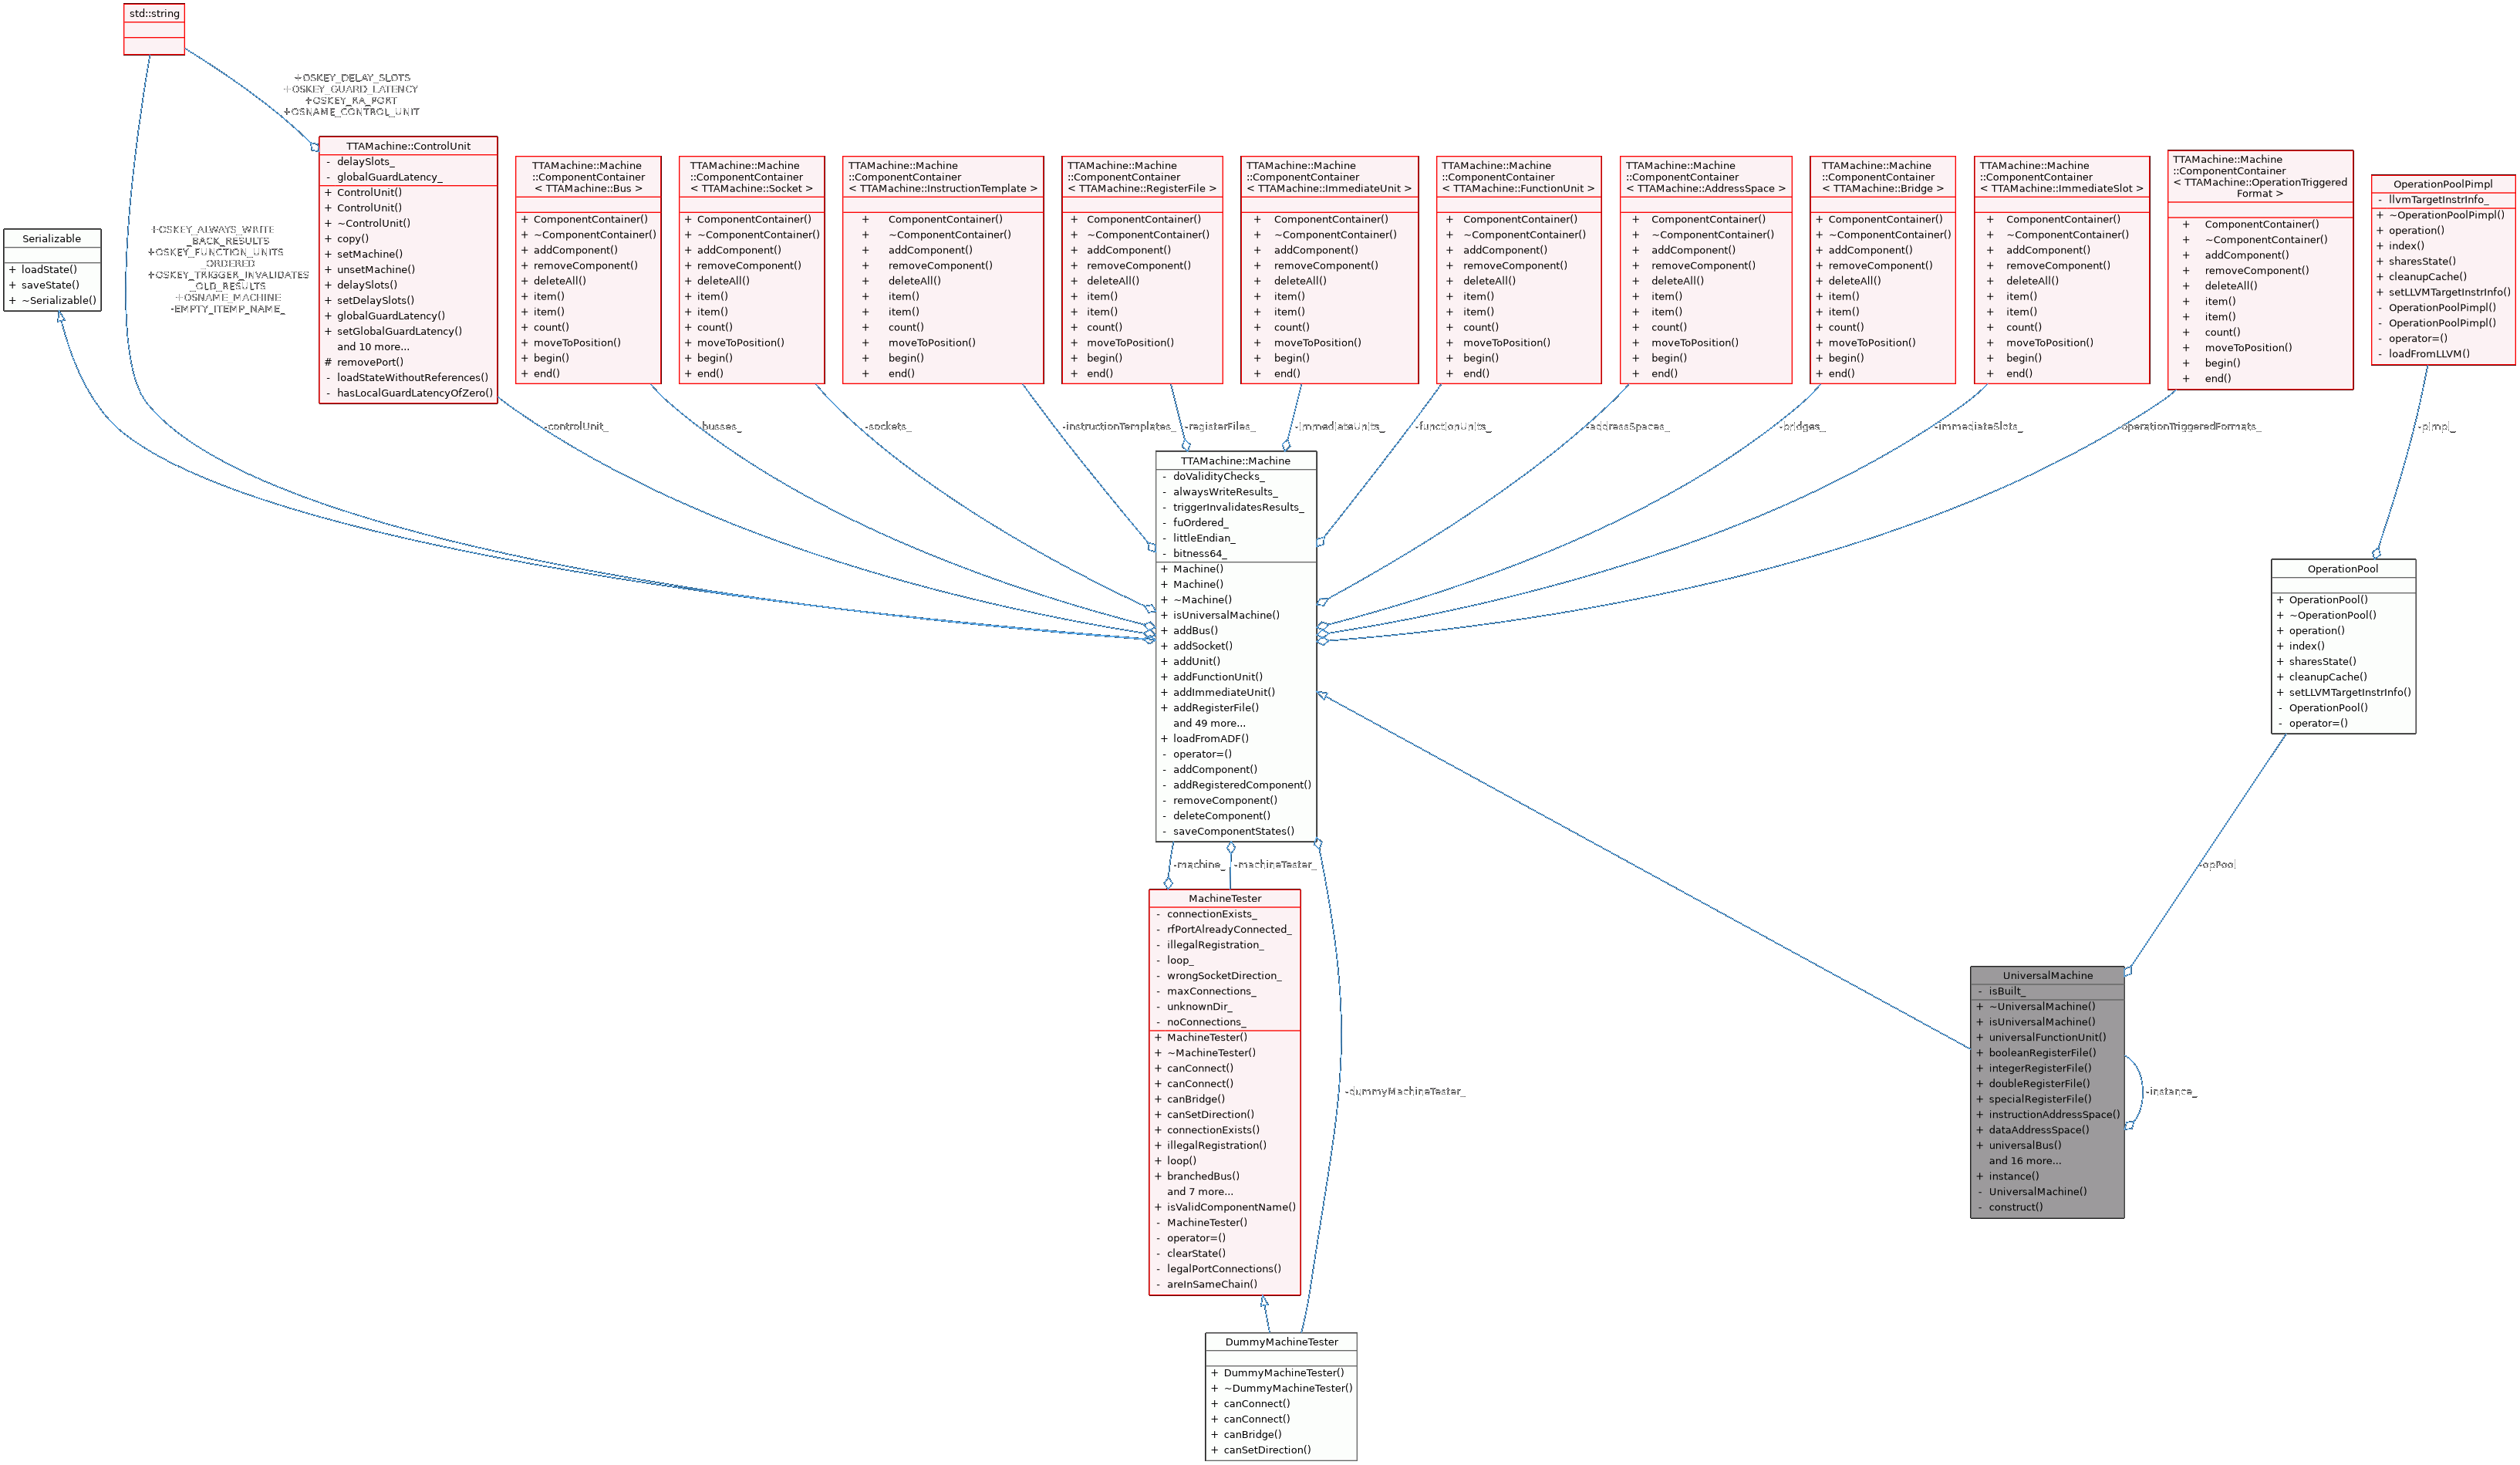 std::string
+OSKEY_DELAY_SLOTS
+OSKEY_GUARD_LATENCY
+OSKEY_RA_PORT
+OSNAME_CONTROL_UNIT
Serializable
+ loadState()
+ saveState()
+ ~Serializable()
+OSKEY_ALWAYS_WRITE
_BACK_RESULTS
+OSKEY_FUNCTION_UNITS
_ORDERED
+OSKEY_TRIGGER_INVALIDATES
_OLD_RESULTS
+OSNAME_MACHINE
-EMPTY_ITEMP_NAME_
TTAMachine::ControlUnit
- delaySlots_
- globalGuardLatency_
+ ControlUnit()
+ ControlUnit()
+ ~ControlUnit()
+ copy()
+ setMachine()
+ unsetMachine()
+ delaySlots()
+ setDelaySlots()
+ globalGuardLatency()
+ setGlobalGuardLatency()
and 10 more...
# removePort()
- loadStateWithoutReferences()
- hasLocalGuardLatencyOfZero()
TTAMachine::Machine
::ComponentContainer
< TTAMachine::Bus >
+ ComponentContainer()
+ ~ComponentContainer()
+ addComponent()
+ removeComponent()
+ deleteAll()
+ item()
+ item()
+ count()
+ moveToPosition()
+ begin()
+ end()
TTAMachine::Machine
::ComponentContainer
< TTAMachine::Socket >
+ ComponentContainer()
+ ~ComponentContainer()
+ addComponent()
+ removeComponent()
+ deleteAll()
+ item()
+ item()
+ count()
+ moveToPosition()
+ begin()
+ end()
TTAMachine::Machine
::ComponentContainer
< TTAMachine::InstructionTemplate >
+ ComponentContainer()
+ ~ComponentContainer()
+ addComponent()
+ removeComponent()
+ deleteAll()
+ item()
+ item()
+ count()
+ moveToPosition()
+ begin()
+ end()
TTAMachine::Machine
::ComponentContainer
< TTAMachine::RegisterFile >
+ ComponentContainer()
+ ~ComponentContainer()
+ addComponent()
+ removeComponent()
+ deleteAll()
+ item()
+ item()
+ count()
+ moveToPosition()
+ begin()
+ end()
TTAMachine::Machine
::ComponentContainer
< TTAMachine::ImmediateUnit >
+ ComponentContainer()
+ ~ComponentContainer()
+ addComponent()
+ removeComponent()
+ deleteAll()
+ item()
+ item()
+ count()
+ moveToPosition()
+ begin()
+ end()
TTAMachine::Machine
::ComponentContainer
< TTAMachine::FunctionUnit >
+ ComponentContainer()
+ ~ComponentContainer()
+ addComponent()
+ removeComponent()
+ deleteAll()
+ item()
+ item()
+ count()
+ moveToPosition()
+ begin()
+ end()
TTAMachine::Machine
::ComponentContainer
< TTAMachine::AddressSpace >
+ ComponentContainer()
+ ~ComponentContainer()
+ addComponent()
+ removeComponent()
+ deleteAll()
+ item()
+ item()
+ count()
+ moveToPosition()
+ begin()
+ end()
TTAMachine::Machine
::ComponentContainer
< TTAMachine::Bridge >
+ ComponentContainer()
+ ~ComponentContainer()
+ addComponent()
+ removeComponent()
+ deleteAll()
+ item()
+ item()
+ count()
+ moveToPosition()
+ begin()
+ end()
TTAMachine::Machine
::ComponentContainer
< TTAMachine::ImmediateSlot >
+ ComponentContainer()
+ ~ComponentContainer()
+ addComponent()
+ removeComponent()
+ deleteAll()
+ item()
+ item()
+ count()
+ moveToPosition()
+ begin()
+ end()
TTAMachine::Machine
::ComponentContainer
< TTAMachine::OperationTriggered
Format >
+ ComponentContainer()
+ ~ComponentContainer()
+ addComponent()
+ removeComponent()
+ deleteAll()
+ item()
+ item()
+ count()
+ moveToPosition()
+ begin()
+ end()
OperationPoolPimpl
- llvmTargetInstrInfo_
+ ~OperationPoolPimpl()
+ operation()
+ index()
+ sharesState()
+ cleanupCache()
+ setLLVMTargetInstrInfo()
- OperationPoolPimpl()
- OperationPoolPimpl()
- operator=()
- loadFromLLVM()
-controlUnit_
-busses_
-sockets_
-instructionTemplates_
-registerFiles_
-immediateUnits_
-functionUnits_
-addressSpaces_
-bridges_
-immediateSlots_
-operationTriggeredFormats_
-pimpl_
TTAMachine::Machine
- doValidityChecks_
- alwaysWriteResults_
- triggerInvalidatesResults_
- fuOrdered_
- littleEndian_
- bitness64_
+ Machine()
+ Machine()
+ ~Machine()
+ isUniversalMachine()
+ addBus()
+ addSocket()
+ addUnit()
+ addFunctionUnit()
+ addImmediateUnit()
+ addRegisterFile()
and 49 more...
+ loadFromADF()
- operator=()
- addComponent()
- addRegisteredComponent()
- removeComponent()
- deleteComponent()
- saveComponentStates()
OperationPool
+ OperationPool()
+ ~OperationPool()
+ operation()
+ index()
+ sharesState()
+ cleanupCache()
+ setLLVMTargetInstrInfo()
- OperationPool()
- operator=()
-machine_
-machineTester_
-opPool
MachineTester
- connectionExists_
- rfPortAlreadyConnected_
- illegalRegistration_
- loop_
- wrongSocketDirection_
- maxConnections_
- unknownDir_
- noConnections_
+ MachineTester()
+ ~MachineTester()
+ canConnect()
+ canConnect()
+ canBridge()
+ canSetDirection()
+ connectionExists()
+ illegalRegistration()
+ loop()
+ branchedBus()
and 7 more...
+ isValidComponentName()
- MachineTester()
- operator=()
- clearState()
- legalPortConnections()
- areInSameChain()
-dummyMachineTester_
UniversalMachine
- isBuilt_
+ ~UniversalMachine()
+ isUniversalMachine()
+ universalFunctionUnit()
+ booleanRegisterFile()
+ integerRegisterFile()
+ doubleRegisterFile()
+ specialRegisterFile()
+ instructionAddressSpace()
+ dataAddressSpace()
+ universalBus()
and 16 more...
+ instance()
- UniversalMachine()
- construct()
-instance_
DummyMachineTester
+ DummyMachineTester()
+ ~DummyMachineTester()
+ canConnect()
+ canConnect()
+ canBridge()
+ canSetDirection()